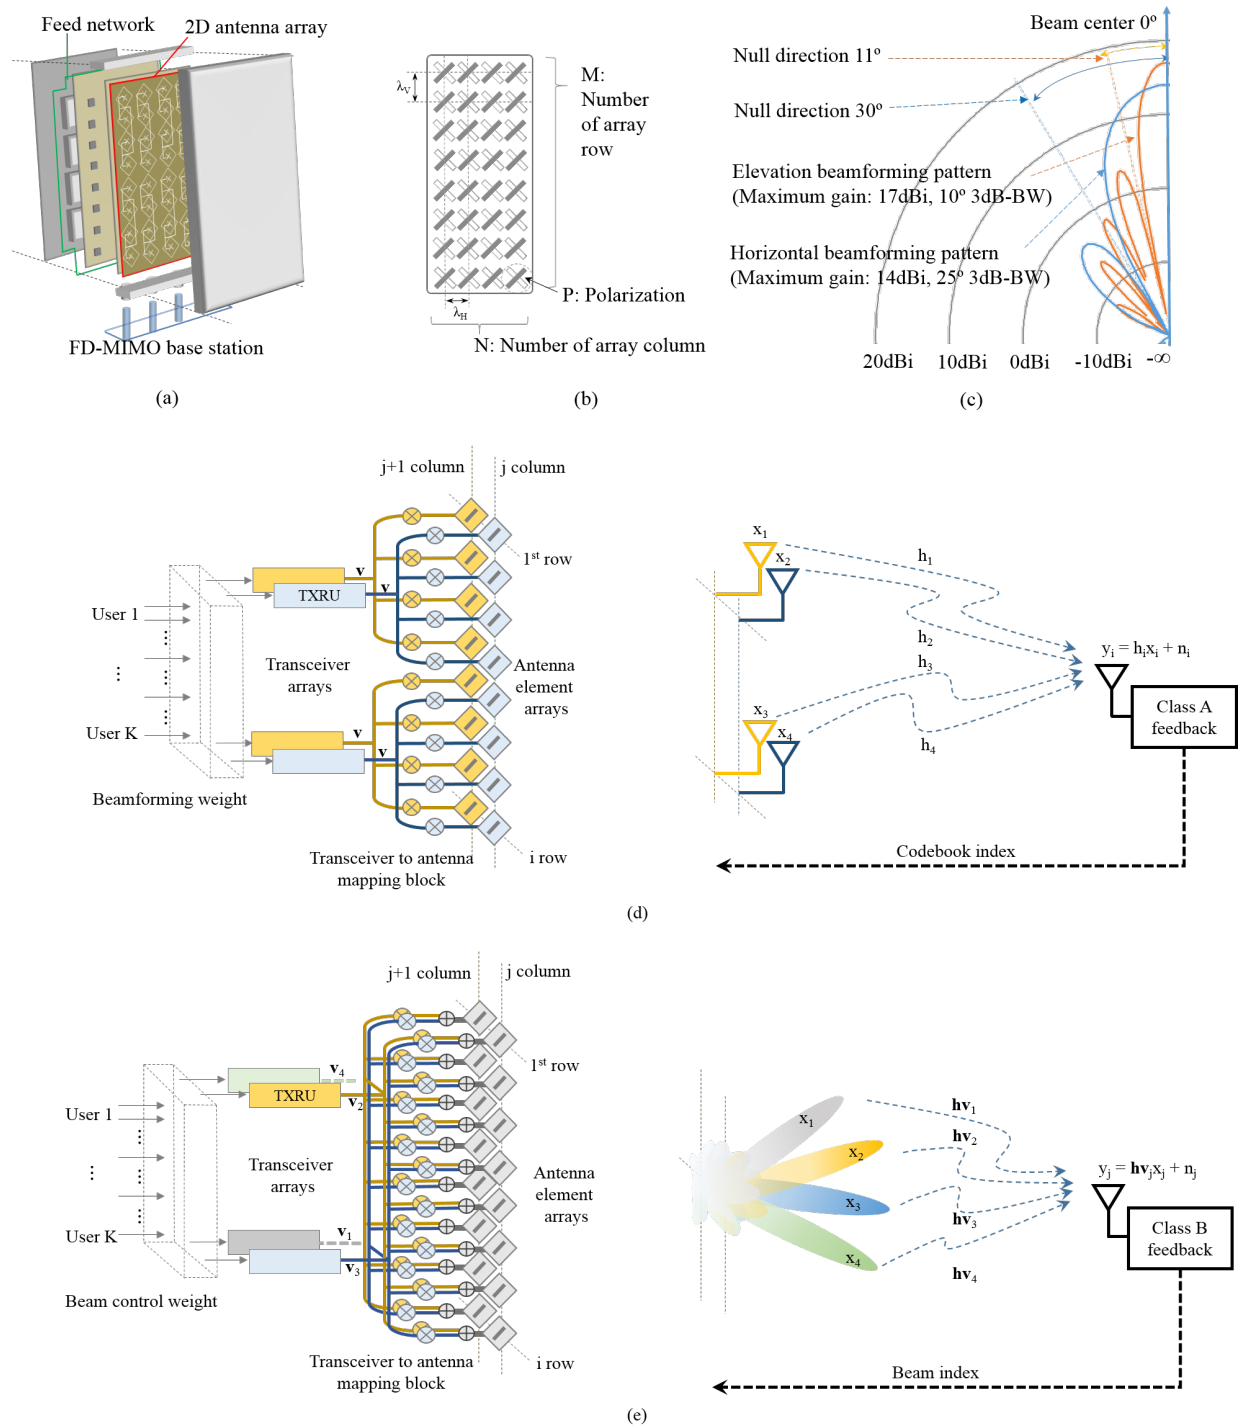 Feed network
2D antenna array
FD-MIMO base station
(a)
λV
M:
Number
of array
row
P: Polarization
λH
N: Number of array column
(b)
Beam center 0º
Null direction 11º
Null direction 30º
Elevation beamforming pattern
(Maximum gain: 17dBi, 10º 3dB-BW)
Horizontal beamforming pattern
(Maximum gain: 14dBi, 25º 3dB-BW)
20dBi
10dBi
0dBi
-10dBi
-∞
(c)
j+1 column
j column
1st row
v
v
TXRU
User 1
⋮
⋮
⋮
User K
Transceiver
arrays
Antenna
element
arrays
v
v
Beamforming weight
i row
Transceiver to antenna
mapping block
x1
x2
h1
h2
h3
x3
x4
h4
yi = hixi + ni
Class A
feedback
Codebook index
(d)
j+1 column
j column
1st row
v4
TXRU
v2
User 1
⋮
⋮
⋮
User K
Transceiver
arrays
Antenna
element
arrays
v1
v3
Beam control weight
i row
Transceiver to antenna
mapping block
x1
x2
x3
x4
hv1
hv2
hv3
hv4
yj = hvjxj + nj
Class B
feedback
Beam index
(e)